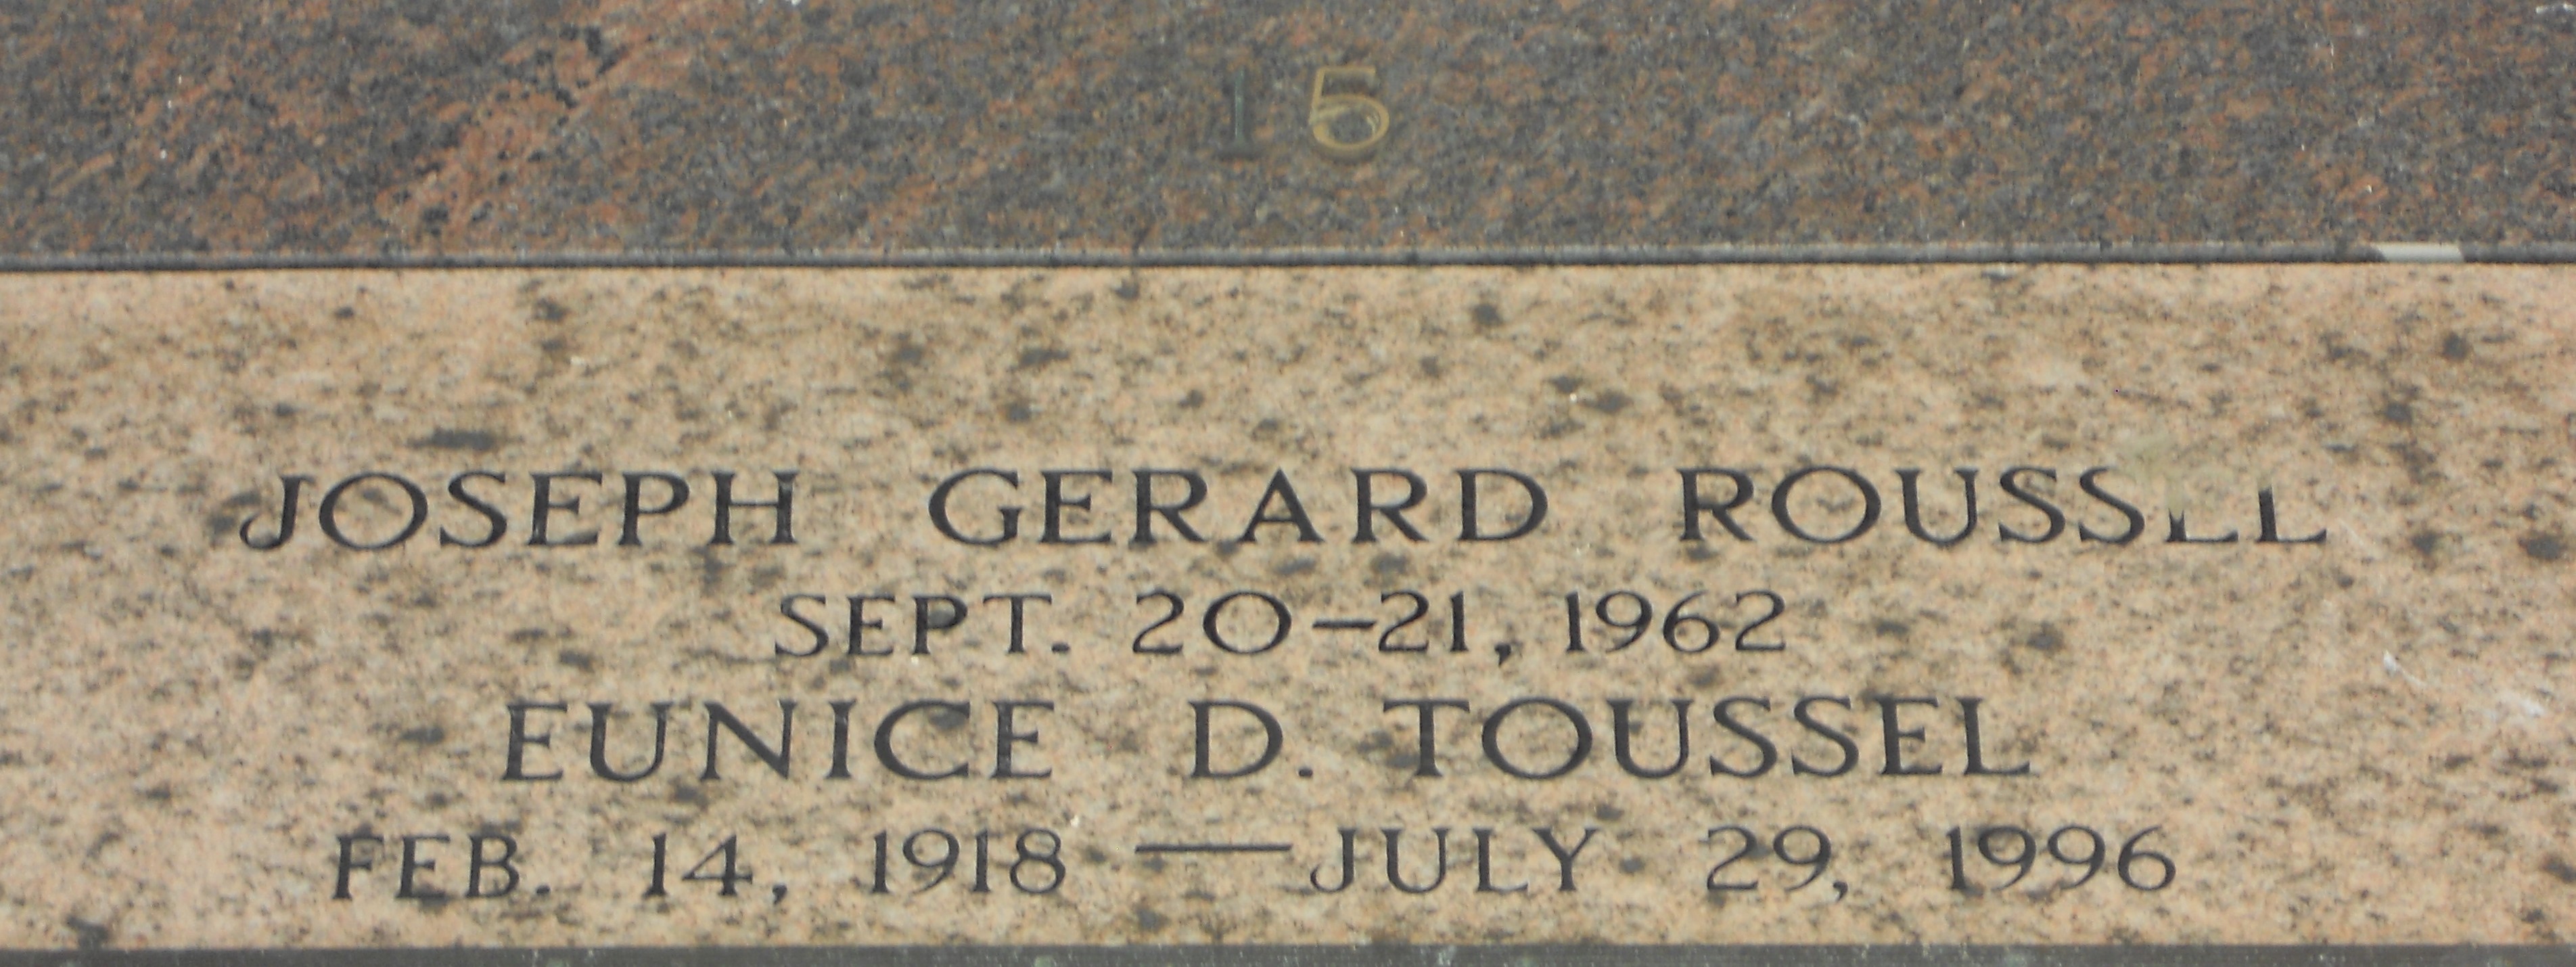 15
JOSEPH GERARD ROUSSEL
SEPT. 20-21, 1962
EUNICE D. TOUSSEL
FEB. 14, 1918 — JULY 29, 1996